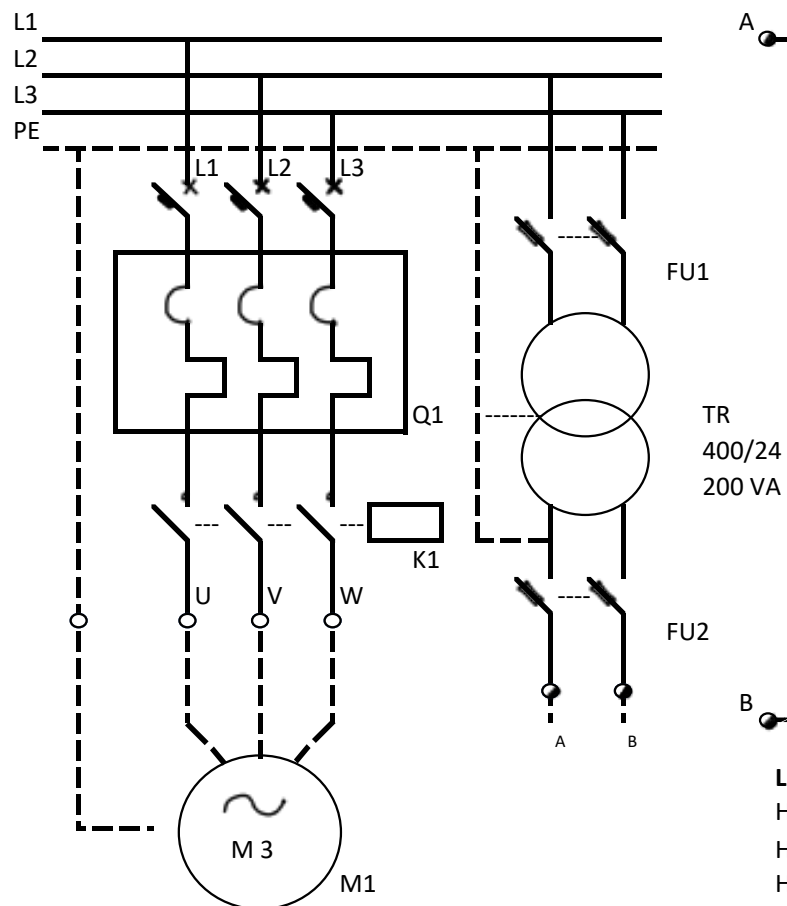 L1
A
L2
L3
PE
L1 L2 L3
FU1
Q1
TR
400/24
200 VA
K1
U V W
FU2
B
A B
L
H
M 3
H
M1
H